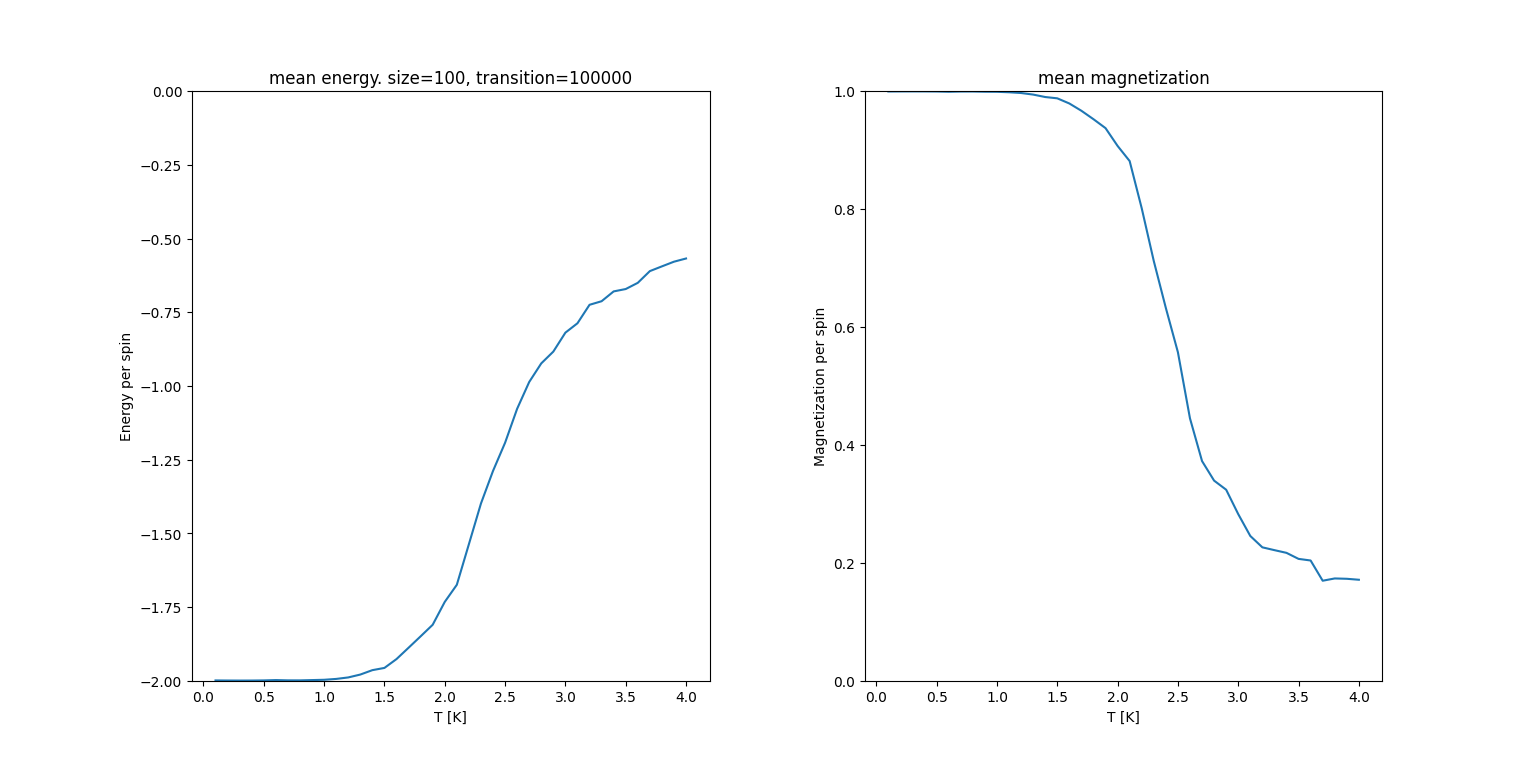 mean energy. size=100, transition=100000
0.00
−0.25
−0.50
−0.75
−1.00
−1.25
−1.50
−1.75
−2.00
Energy per spin
0.0 0.5 1.0 1.5 2.0 2.5 3.0 3.5 4.0
T [K]
mean magnetization
1.0
0.8
0.6
0.4
0.2
0.0
Magnetization per spin
0.0 0.5 1.0 1.5 2.0 2.5 3.0 3.5 4.0
T [K]